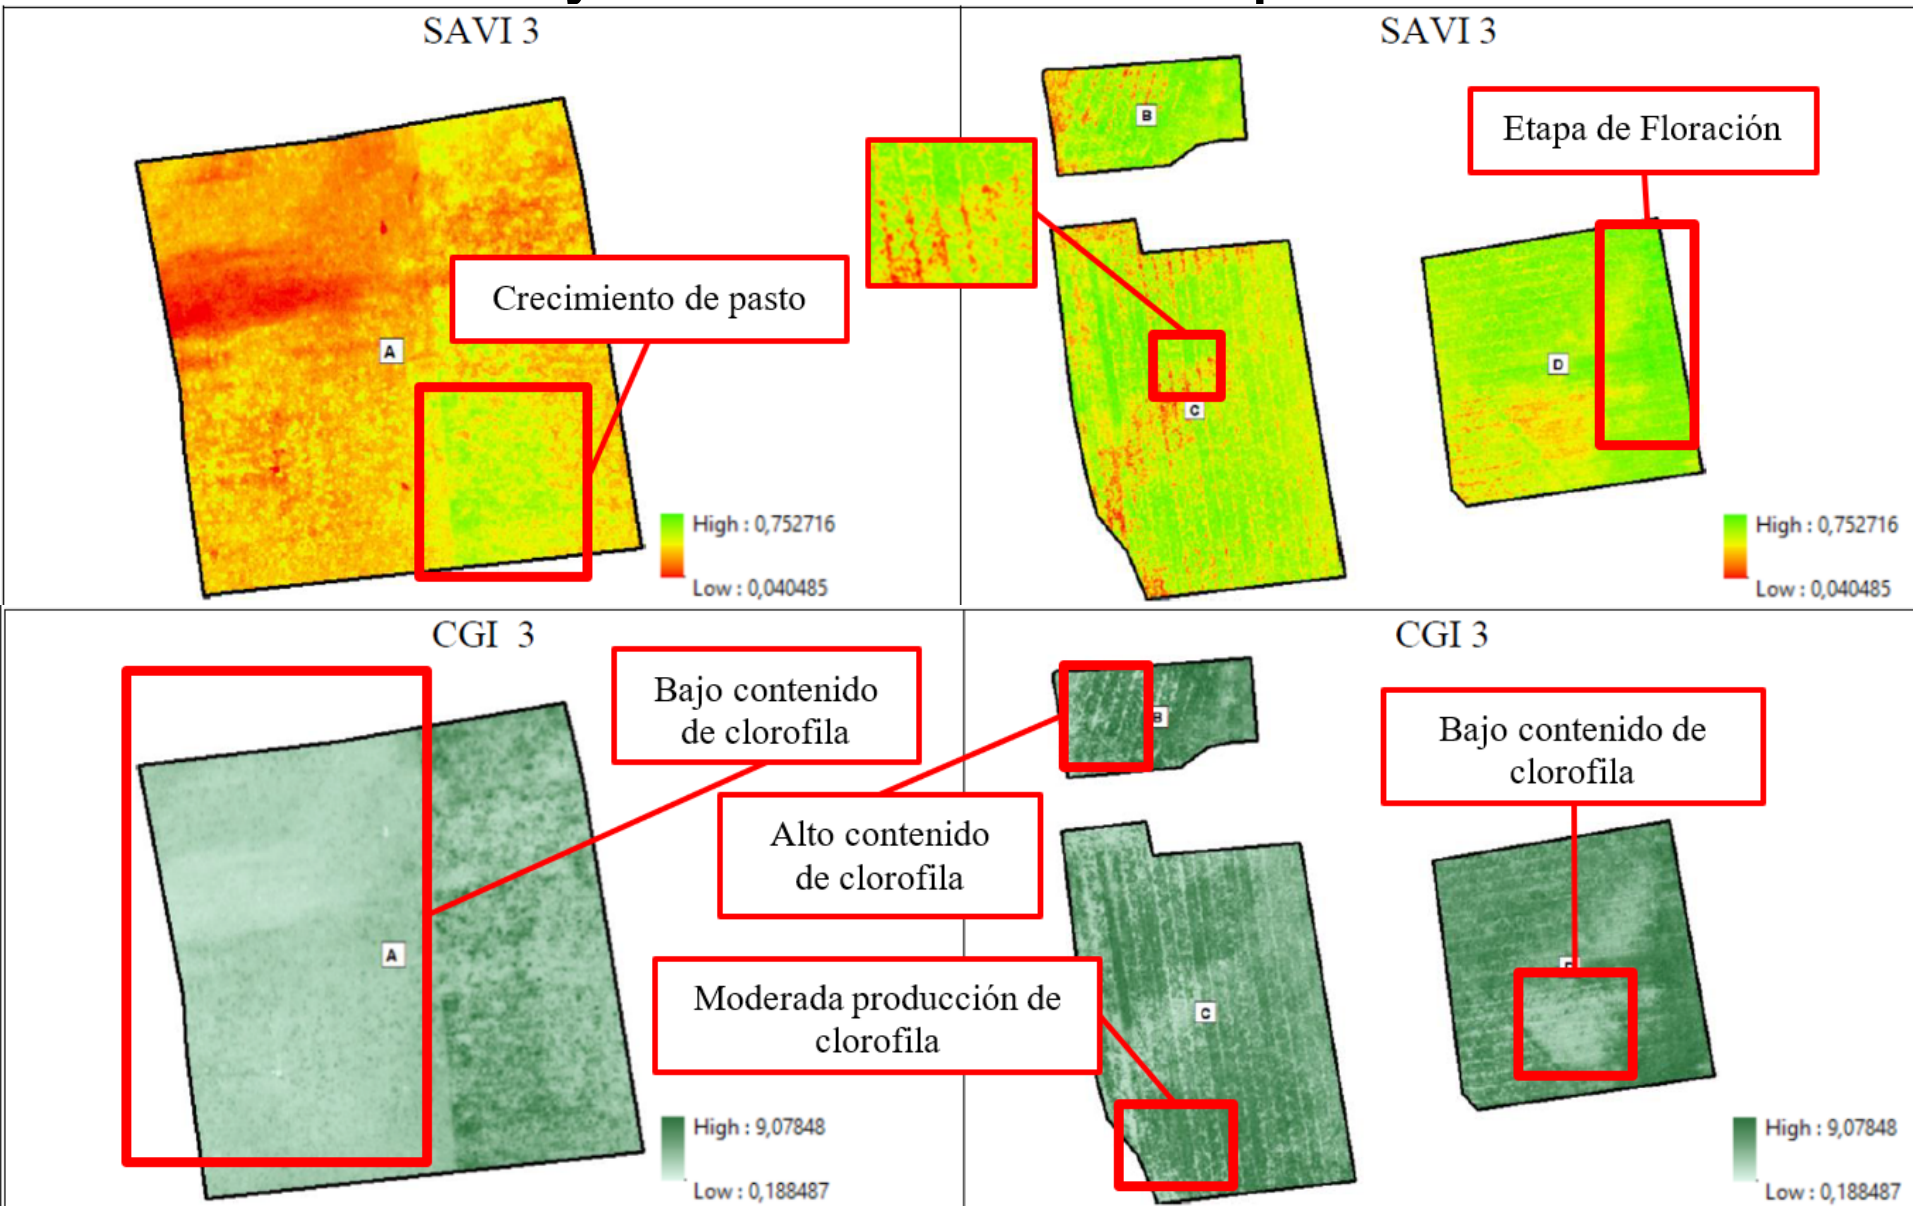 SAVI 3
SAVI 3
B
Etapa de Floración
Crecimiento de pasto
A
D
C
High : 0,752716
Low : 0,040485
High : 0,752716
Low : 0,040485
CGI 3
CGI 3
Bajo contenido
de clorofila
B
Bajo contenido de
clorofila
Alto contenido
de clorofila
A
Moderada producción de
clorofila
C
High : 9,07848
Low : 0,188487
High : 9,07848
Low : 0,188487